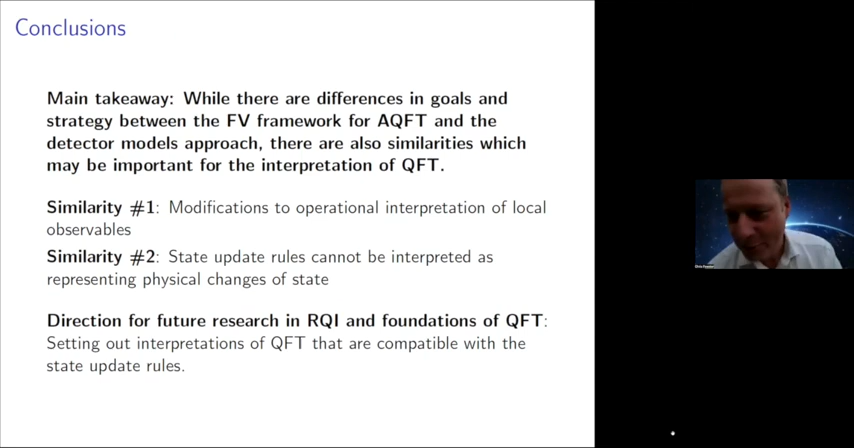 Conclusions
Main takeaway: While there are differences in goals and
strategy between the FV framework for AQFT and the
detector models approach, there are also similarities which
may be important for the interpretation of QFT.
Similarity #1: Modifications to operational interpretation of local
observables
Similarity #2: State update rules cannot be interpreted as
representing physical changes of state
Direction for future research in RQI and foundations of QFT:
Setting out interpretations of QFT that are compatible with the
state update rules.